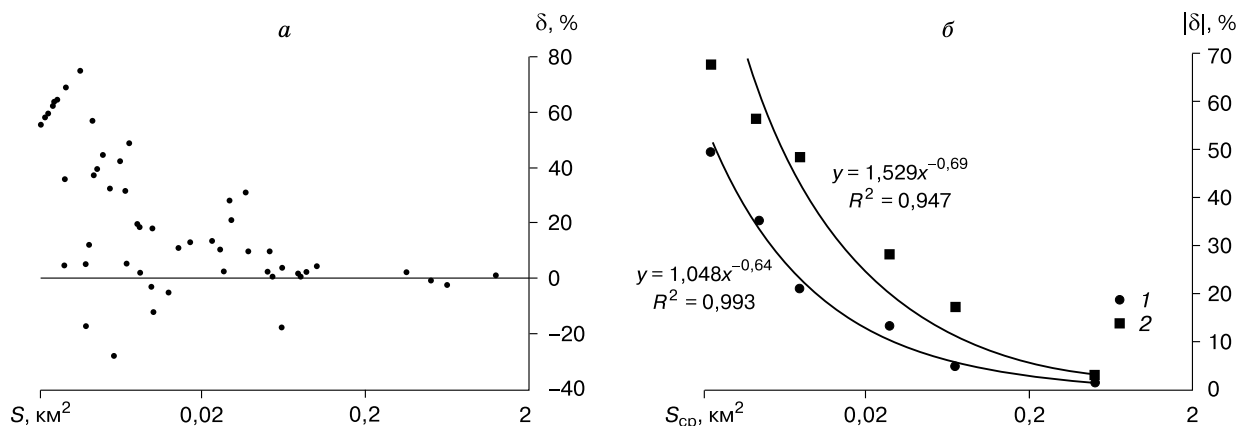 а
δ, %
80
60
40
20
0
−20
−40
S, км²
0,02
0,2
2
б
|δ|, %
70
60
50
40
30
20
10
0
y = 1,529x^−0,69
R² = 0,947
y = 1,048x^−0,64
R² = 0,993
1
2
Sср, км²
0,02
0,2
2